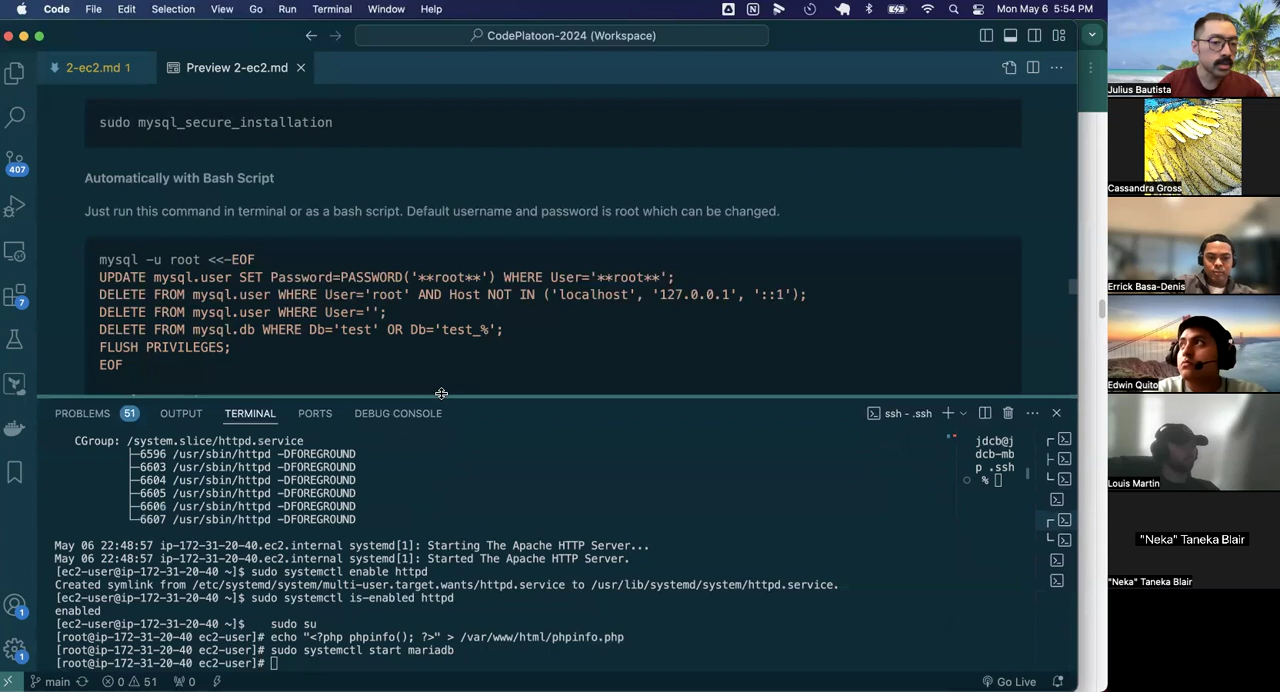 Code File Edit Selection View Go Run Terminal Window Help Mon May 6 5:54 PM
CodePlatoon-2024 (Workspace)
2-ec2.md 1 Preview 2-ec2.md
sudo mysql_secure_installation
Automatically with Bash Script
Just run this command in terminal or as a bash script. Default username and password is root which can be changed.
mysql -u root <<-EOF
UPDATE mysql.user SET Password=PASSWORD('**root**') WHERE User='**root**';
DELETE FROM mysql.user WHERE User='root' AND Host NOT IN ('localhost', '127.0.0.1', '::1');
DELETE FROM mysql.user WHERE User='';
DELETE FROM mysql.db WHERE Db='test' OR Db='test_%';
FLUSH PRIVILEGES;
EOF
407
7
1
1
PROBLEMS 51 OUTPUT TERMINAL PORTS DEBUG CONSOLE ssh - .ssh
CGroup: /system.slice/httpd.service
├─6596 /usr/sbin/httpd -DFOREGROUND
├─6603 /usr/sbin/httpd -DFOREGROUND
├─6604 /usr/sbin/httpd -DFOREGROUND
├─6605 /usr/sbin/httpd -DFOREGROUND
├─6606 /usr/sbin/httpd -DFOREGROUND
└─6607 /usr/sbin/httpd -DFOREGROUND
May 06 22:48:57 ip-172-31-20-40.ec2.internal systemd[1]: Starting The Apache HTTP Server...
May 06 22:48:57 ip-172-31-20-40.ec2.internal systemd[1]: Started The Apache HTTP Server.
[ec2-user@ip-172-31-20-40 ~]$ sudo systemctl enable httpd
Created symlink from /etc/systemd/system/multi-user.target.wants/httpd.service to /usr/lib/systemd/system/httpd.service.
[ec2-user@ip-172-31-20-40 ~]$ sudo systemctl is-enabled httpd
enabled
[ec2-user@ip-172-31-20-40 ~]$ sudo su
[root@ip-172-31-20-40 ec2-user]# echo "<?php phpinfo(); ?>" > /var/www/html/phpinfo.php
[root@ip-172-31-20-40 ec2-user]# sudo systemctl start mariadb
[root@ip-172-31-20-40 ec2-user]#
jdcb@j
dcb-mb
p .ssh
%
main 0 51 0 Go Live
Julius Bautista
Cassandra Gross
Errick Basa-Denis
Edwin Quito
Louis Martin
"Neka" Taneka Blair
"Neka" Taneka Blair